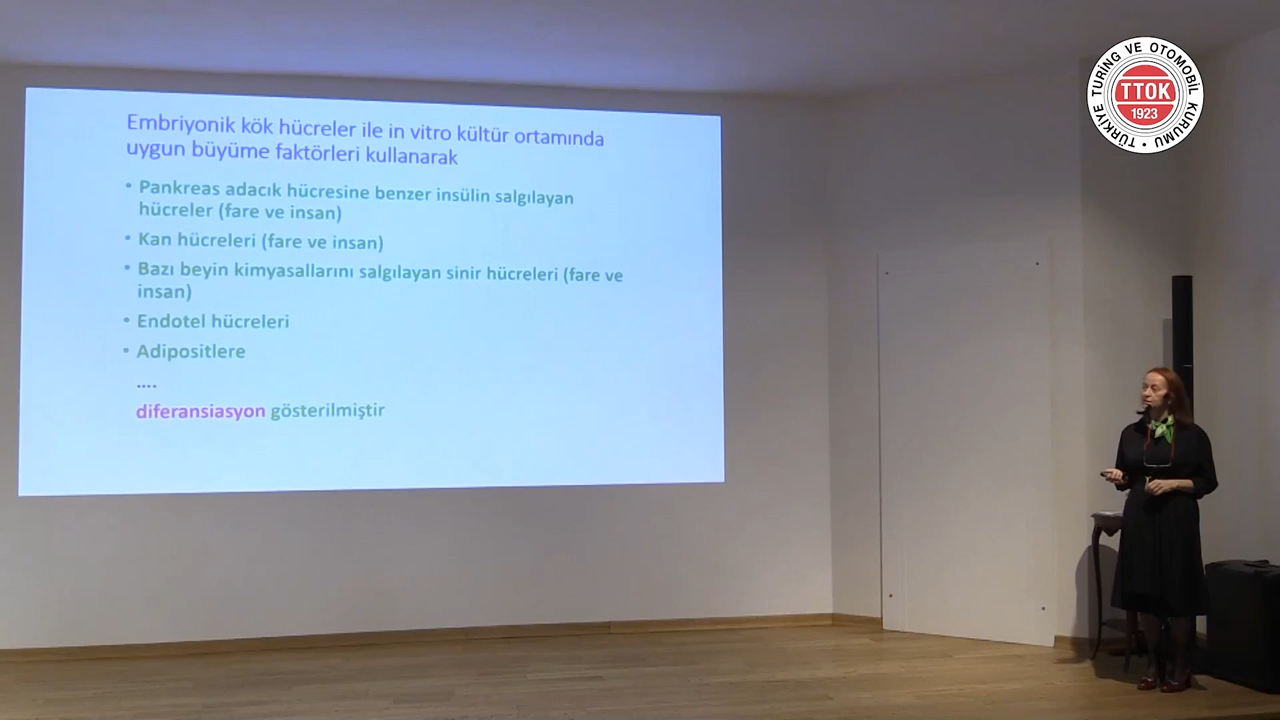 Embriyonik kök hücreler ile in vitro kültür ortamında
uygun büyüme faktörleri kullanarak
• Pankreas adacık hücresine benzer insülin salgılayan
hücreler (fare ve insan)
• Kan hücreleri (fare ve insan)
• Bazı beyin kimyasallarını salgılayan sinir hücreleri (fare ve
insan)
• Endotel hücreleri
• Adipositlere
....
diferansiasyon gösterilmiştir
TÜRKİYE TURİNG VE OTOMOBİL KURUMU
TTOK
1923